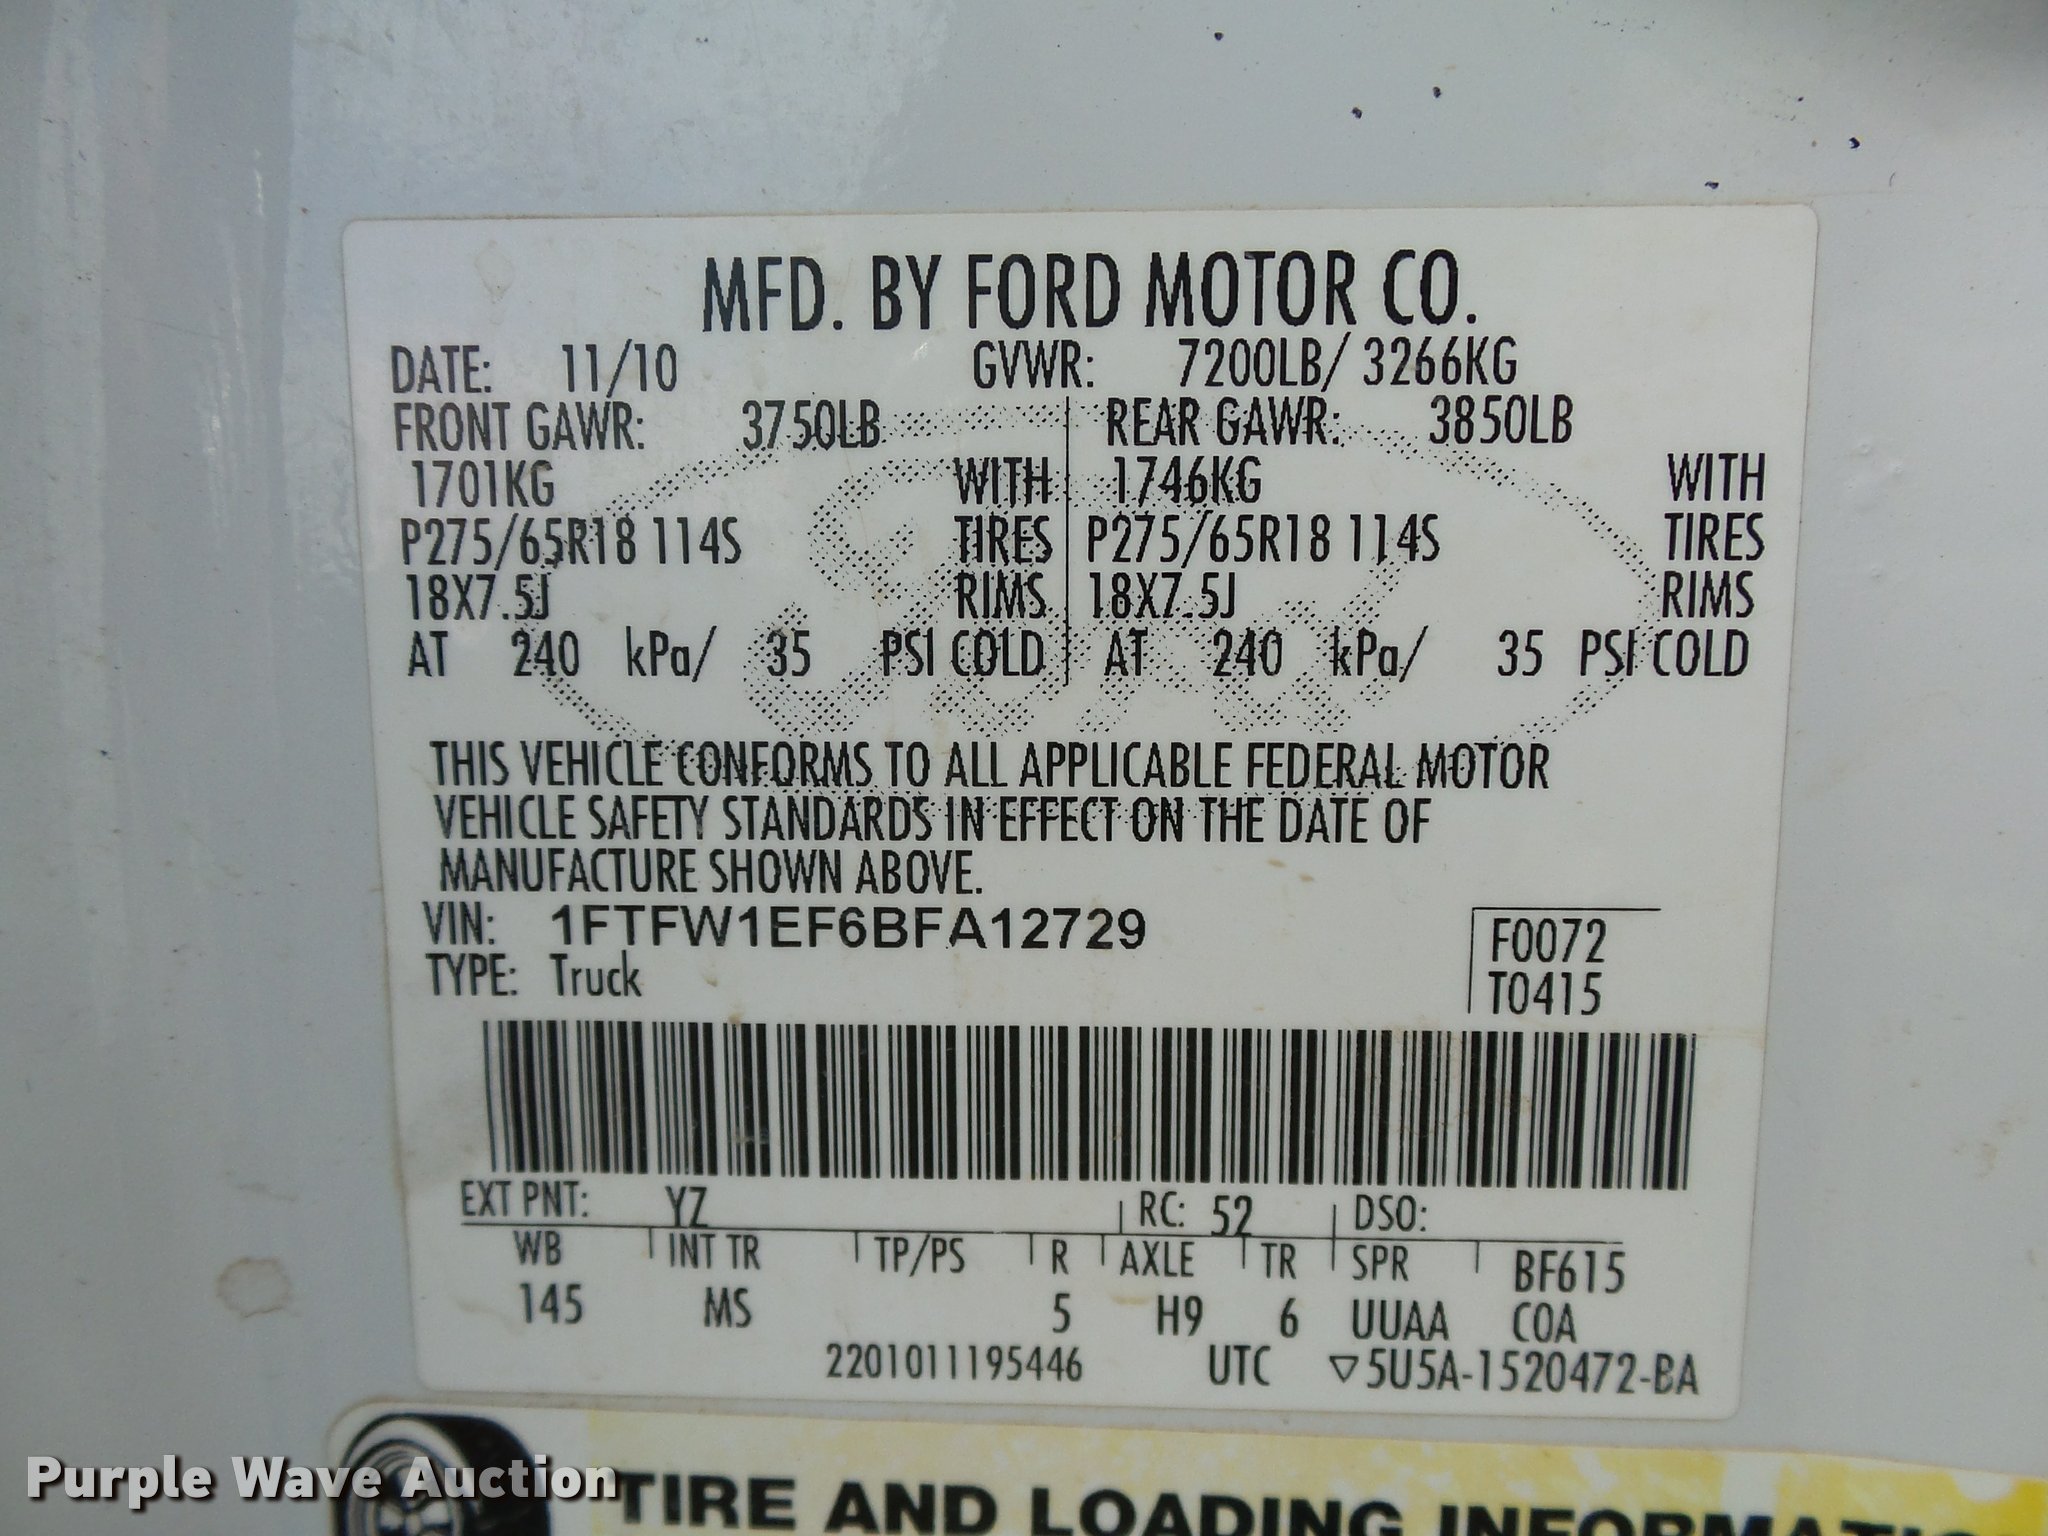 MFD. BY FORD MOTOR CO.
DATE: 11/10 GVWR: 7200LB/ 3266KG
FRONT GAWR: 3750LB REAR GAWR: 3850LB
1701KG WITH 1746KG WITH
P275/65R18 114S TIRES P275/65R18 114S TIRES
18X7.5J RIMS 18X7.5J RIMS
AT 240 kPa/ 35 PSI COLD AT 240 kPa/ 35 PSI COLD
THIS VEHICLE CONFORMS TO ALL APPLICABLE FEDERAL MOTOR
VEHICLE SAFETY STANDARDS IN EFFECT ON THE DATE OF
MANUFACTURE SHOWN ABOVE.
VIN: 1FTFW1EF6BFA12729 F0072
TYPE: Truck T0415
EXT PNT: YZ RC: 52 DSO:
WB INT TR TP/PS R AXLE TR SPR BF615
145 MS 5 H9 6 UUAA COA
2201011195446 UTC ▽5U5A-1520472-BA
TIRE AND LOADING INFORMATI
Purple Wave Auction